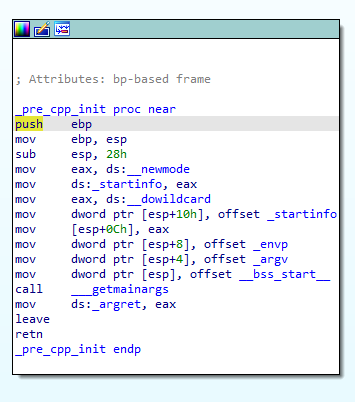 ; Attributes: bp-based frame
_pre_cpp_init proc near
push ebp
mov ebp, esp
sub esp, 28h
mov eax, ds:__newmode
mov ds:_startinfo, eax
mov eax, ds:__dowildcard
mov dword ptr [esp+10h], offset _startinfo
mov [esp+0Ch], eax
mov dword ptr [esp+8], offset _envp
mov dword ptr [esp+4], offset _argv
mov dword ptr [esp], offset __bss_start__
call ___getmainargs
mov ds:_argret, eax
leave
retn
_pre_cpp_init endp